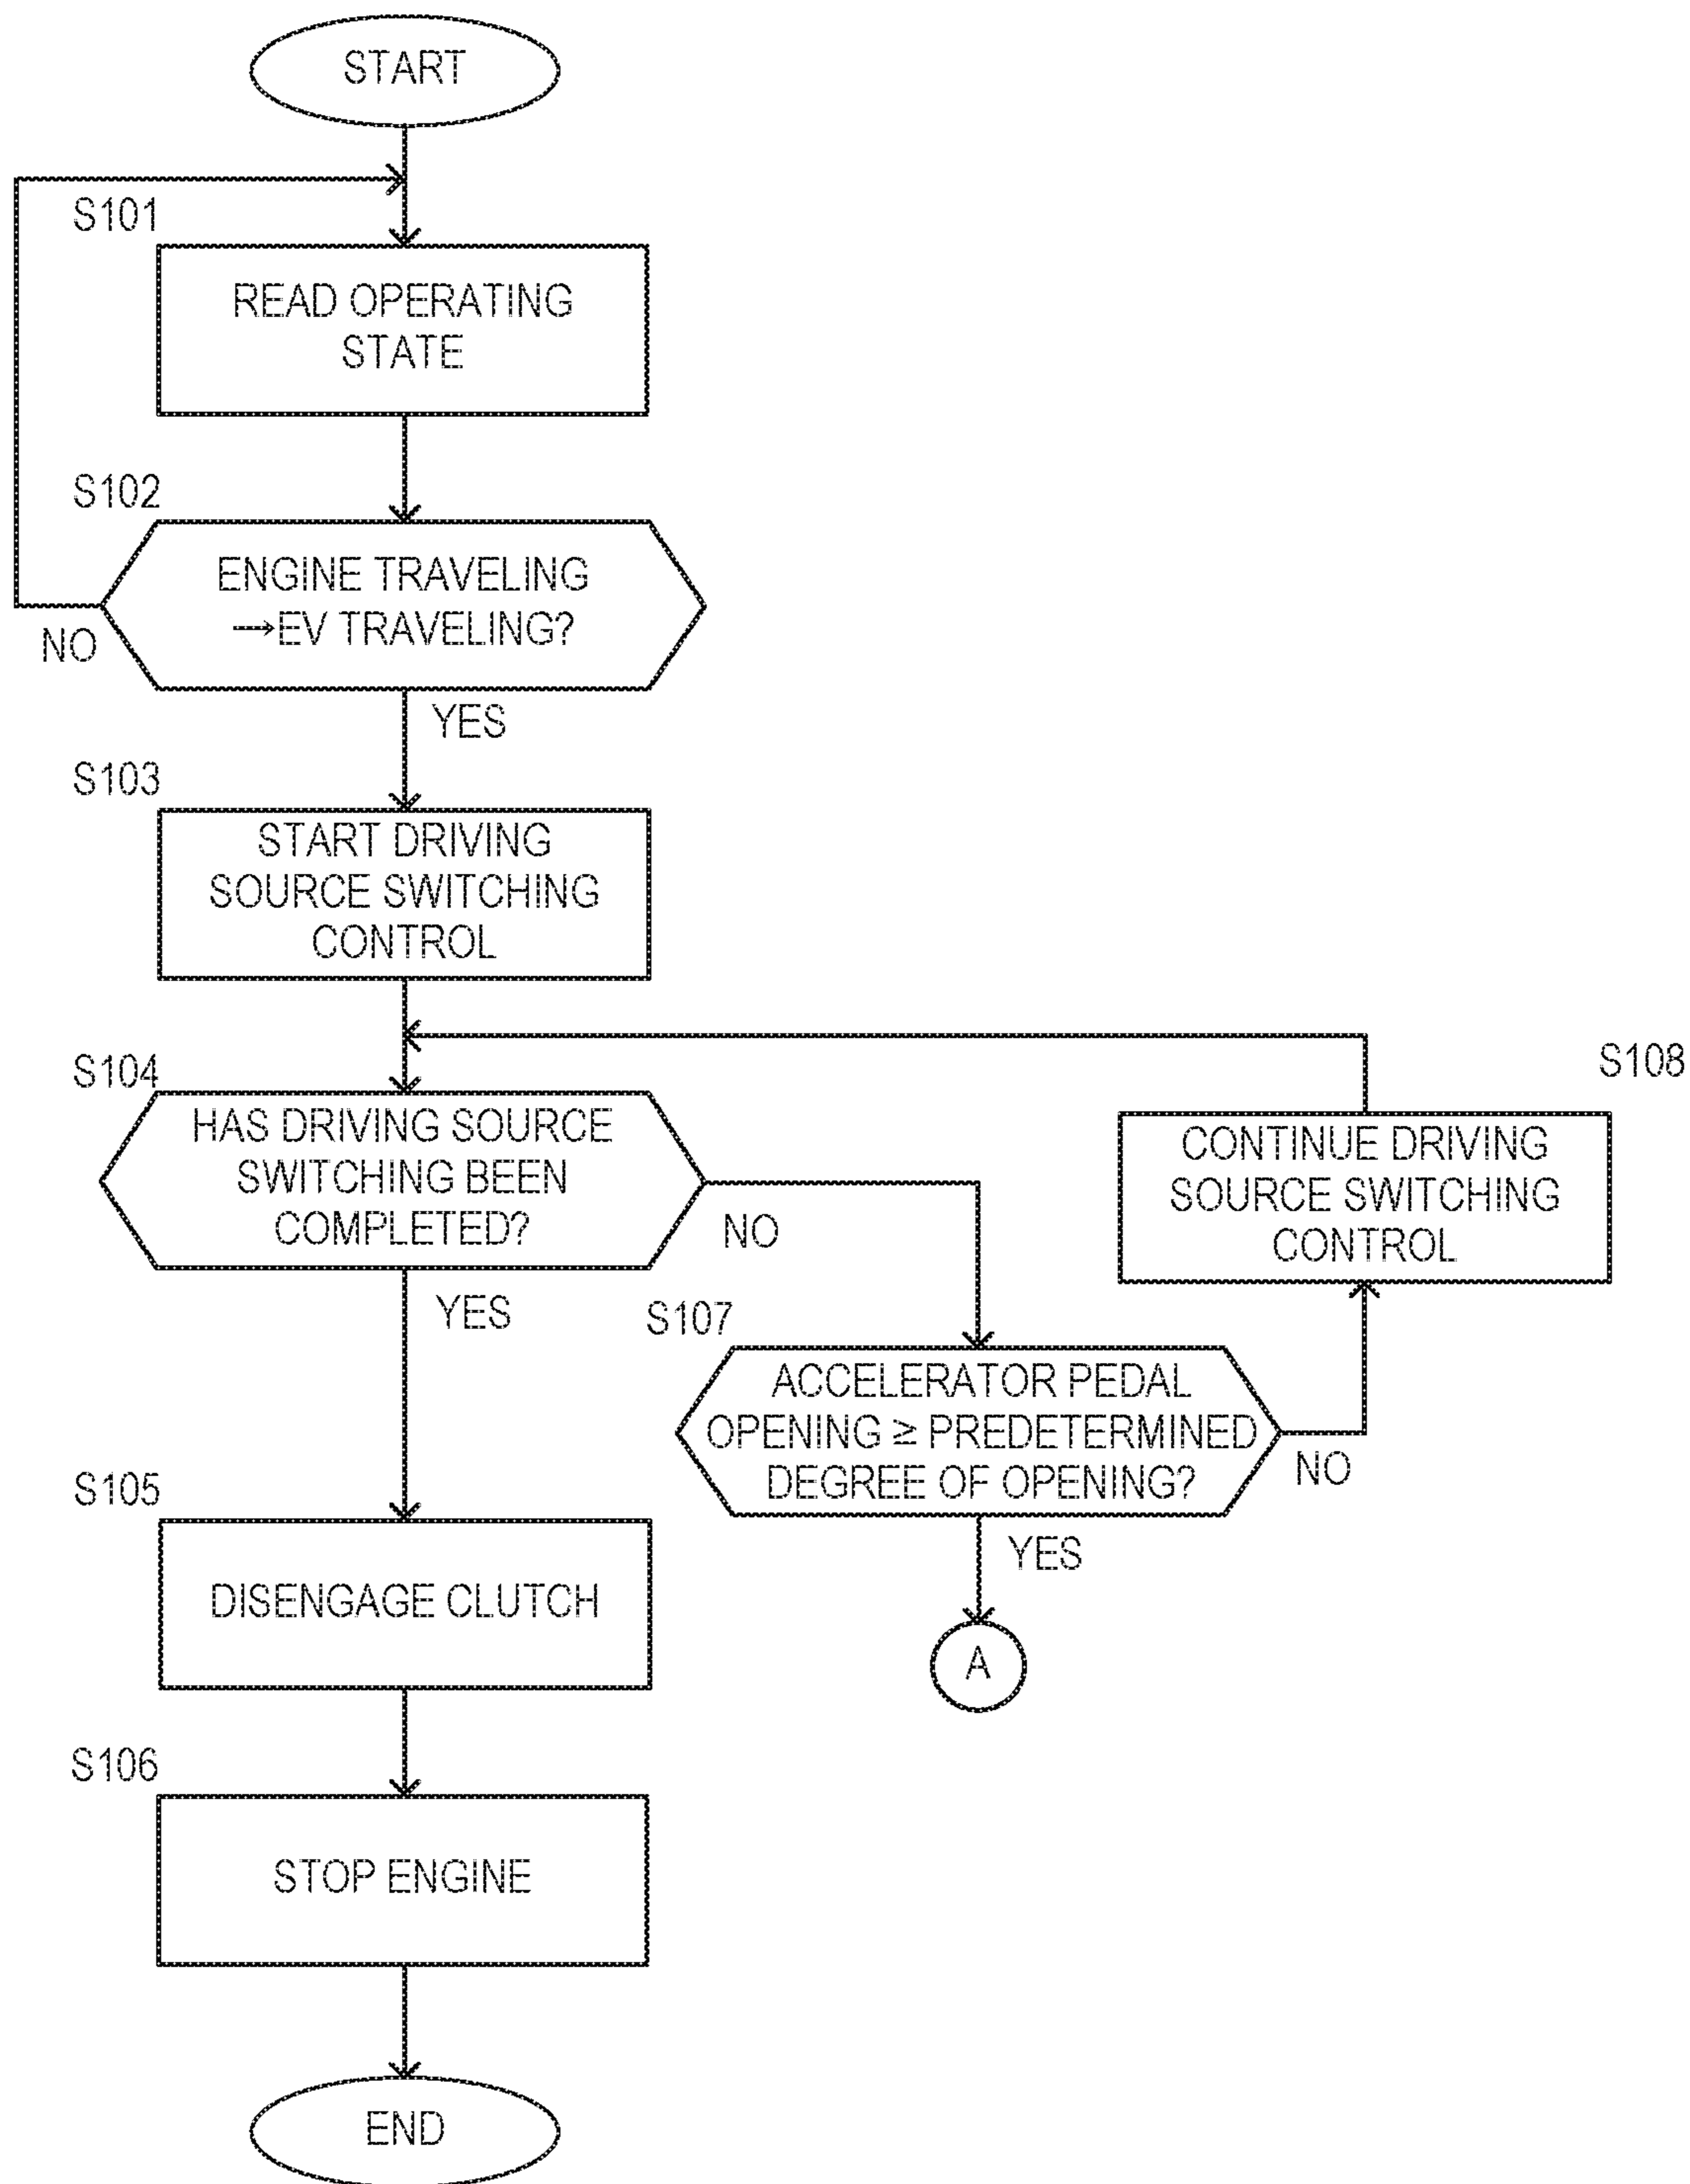 START
S101
READ OPERATING
STATE
S102
ENGINE TRAVELING
→EV TRAVELING?
NO
YES
S103
START DRIVING
SOURCE SWITCHING
CONTROL
S104
HAS DRIVING SOURCE
SWITCHING BEEN
COMPLETED?
NO
YES
S108
CONTINUE DRIVING
SOURCE SWITCHING
CONTROL
S107
ACCELERATOR PEDAL
OPENING ≥ PREDETERMINED
DEGREE OF OPENING?
NO
YES
A
S105
DISENGAGE CLUTCH
S106
STOP ENGINE
END